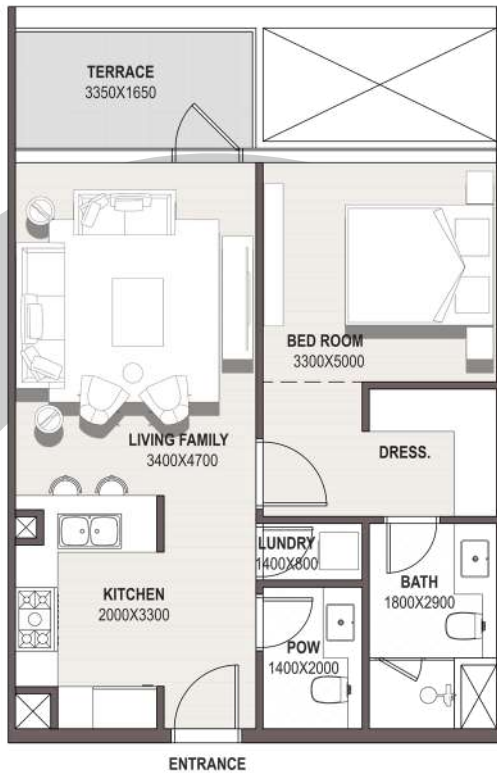 TERRACE
3350X1650
BED ROOM
3300X5000
LIVING FAMILY
3400X4700
DRESS.
LUNDRY
1400X800
KITCHEN
2000X3300
BATH
1800X2900
POW
1400X2000
ENTRANCE